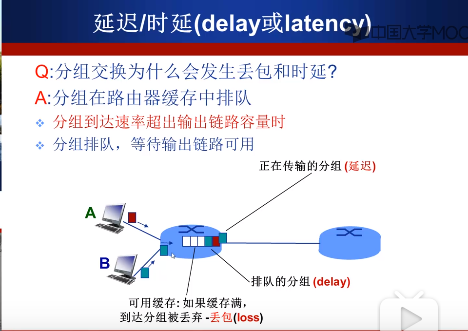 延迟/时延(delay或latency)
中国大学MOO
Q:分组交换为什么会发生丢包和时延?
A:分组在路由器缓存中排队
分组到达速率超出输出链路容量时
分组排队，等待输出链路可用
正在传输的分组 (延迟)
A
B
排队的分组 (delay)
可用缓存: 如果缓存满,
到达分组被丢弃 -丢包(loss)